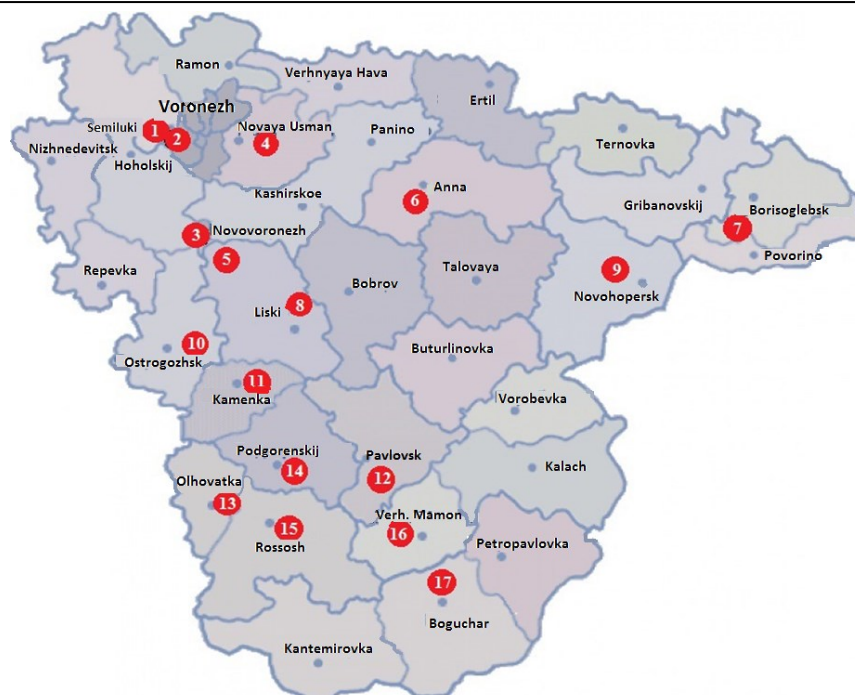 Ramon
Verhnyaya Hava
Ertil
Voronezh
Semiluki
1
2
Novaya Usman
4
Panino
Ternovka
Nizhnedevitsk
Hoholskij
Kashirskoe
Anna
6
Gribanovskij
Borisoglebsk
7
3
Novovoronezh
5
Povorino
Repevka
Talovaya
9
Bobrov
Novohopersk
8
Liski
10
Ostrogozhsk
Buturlinovka
11
Kamenka
Vorobevka
Podgorenskij
14
Pavlovsk
12
Kalach
Olhovatka
13
15
Rossosh
Verh. Mamon
16
Petropavlovka
17
Boguchar
Kantemirovka